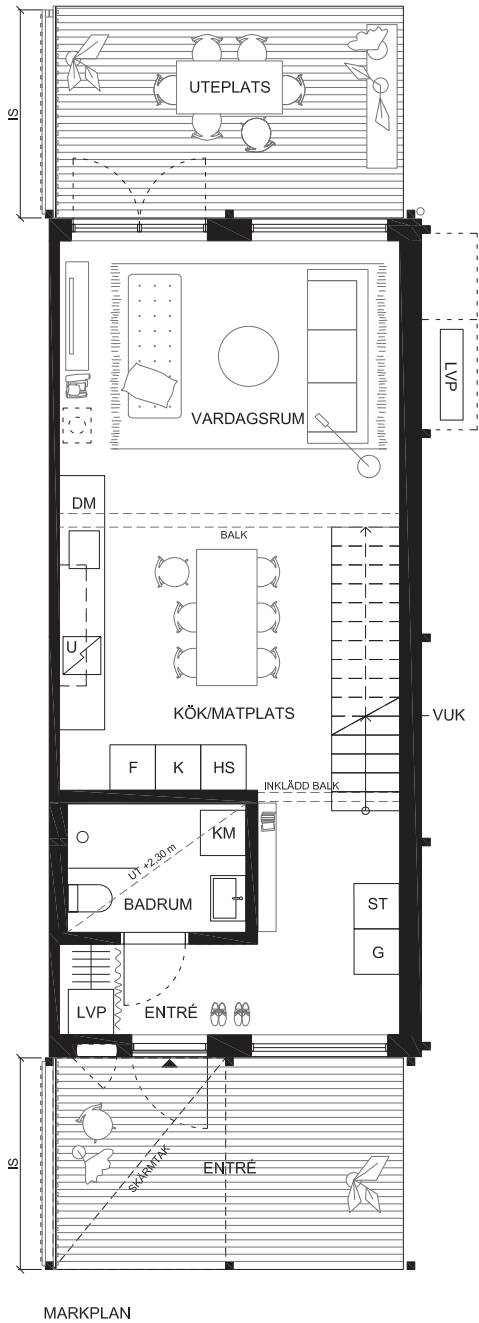 IS
UTEPLATS
LVP
VARDAGSRUM
DM
BALK
U
KÖK/MATPLATS
VUK
F K HS
INKLÄDD BALK
KM
UT +2,30 m
BADRUM
ST
G
LVP
ENTRÉ
SKÄRMTAK
ENTRÉ
IS
MARKPLAN